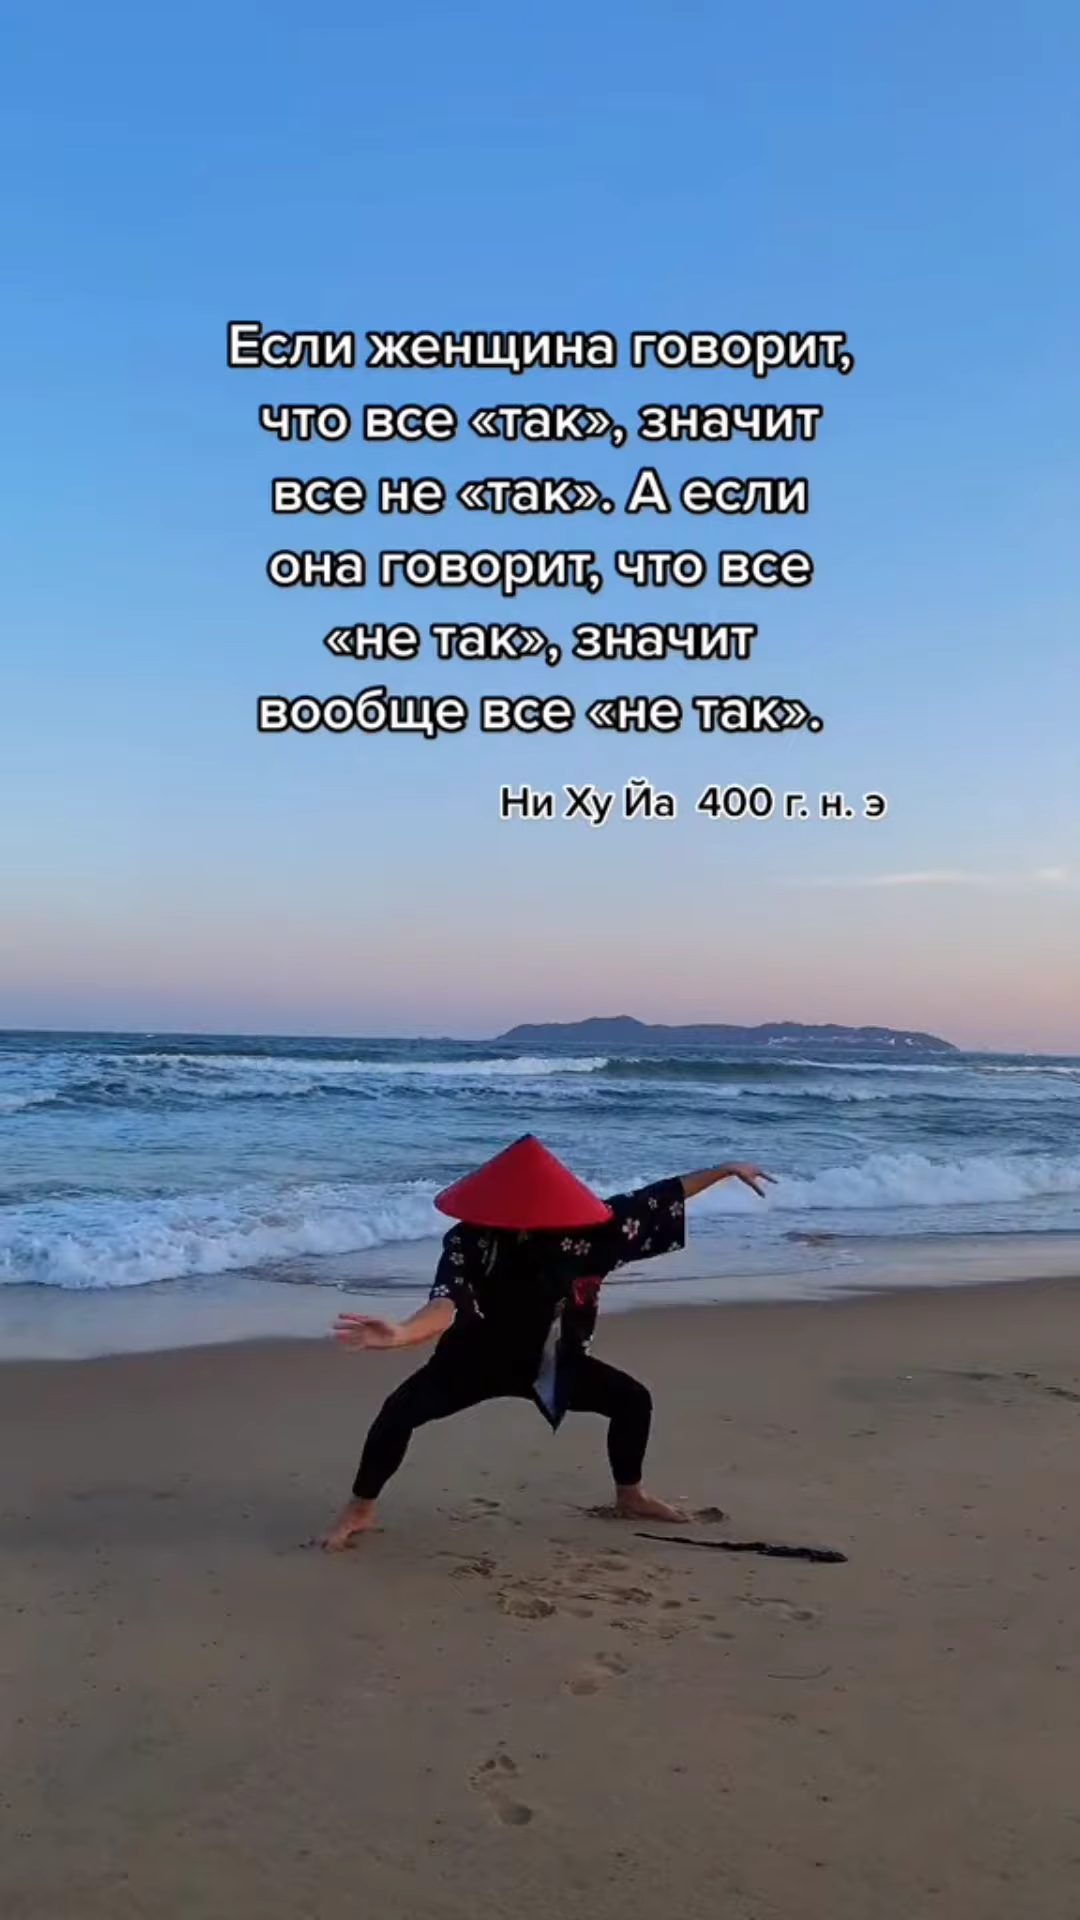 Если женщина говорит,
что все «так», значит
все не «так». А если
она говорит, что все
«не так», значит
вообще все «не так».
Ни Ху Йа 400 г. н. э